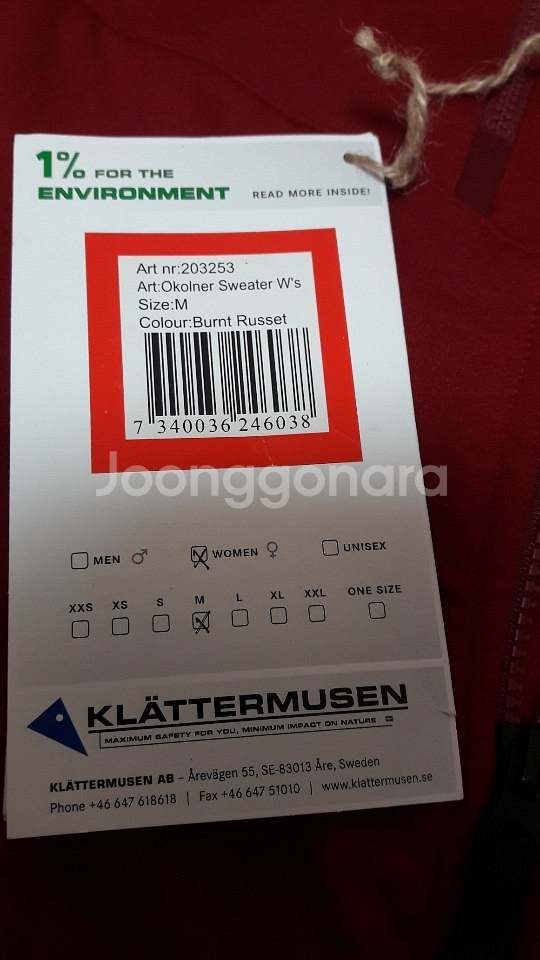 1% FOR THE
ENVIRONMENT READ MORE INSIDE!
Art nr:203253
Art:Okolner Sweater W's
Size:M
Colour:Burnt Russet
7 340036 246038
Joonggonara
MEN WOMEN UNISEX
XXS XS S M L XL XXL ONE SIZE
KLÄTTERMUSEN
MAXIMUM SAFETY FOR YOU, MINIMUM IMPACT ON NATURE
KLÄTTERMUSEN AB – Årevägen 55, SE-83013 Åre, Sweden
Phone +46 647 618618 | Fax +46 647 51010 | www.klattermusen.se